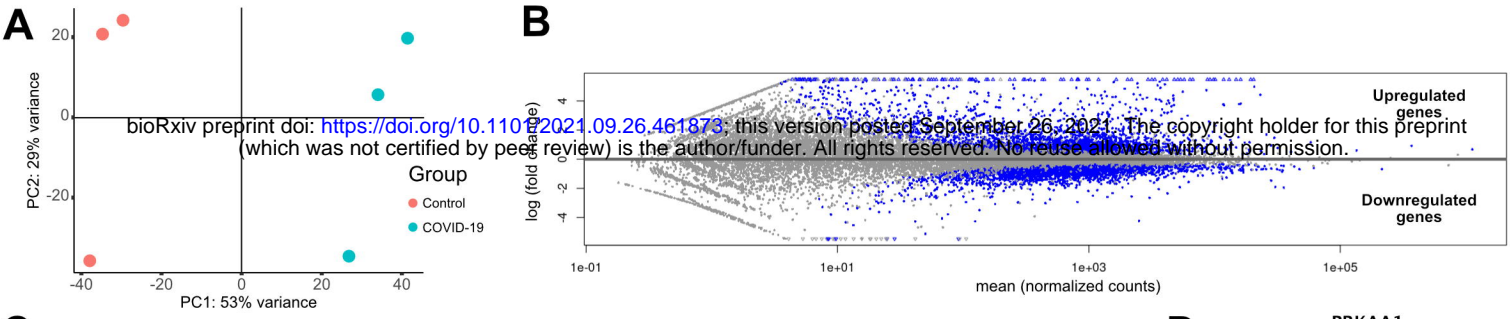 A
B
20
0
-20
-40
-20
0
20
40
PC2: 29% variance
PC1: 53% variance
Group
Control
COVID-19
bioRxiv preprint doi: https://doi.org/10.1101/2021.09.26.461873; this version posted September 26, 2021. The copyright holder for this preprint
(which was not certified by peer review) is the author/funder. All rights reserved. No reuse allowed without permission.
log (fold change)
4
0
-2
-4
Upregulated
genes
Downregulated
genes
1e-01
1e+01
1e+03
1e+05
mean (normalized counts)